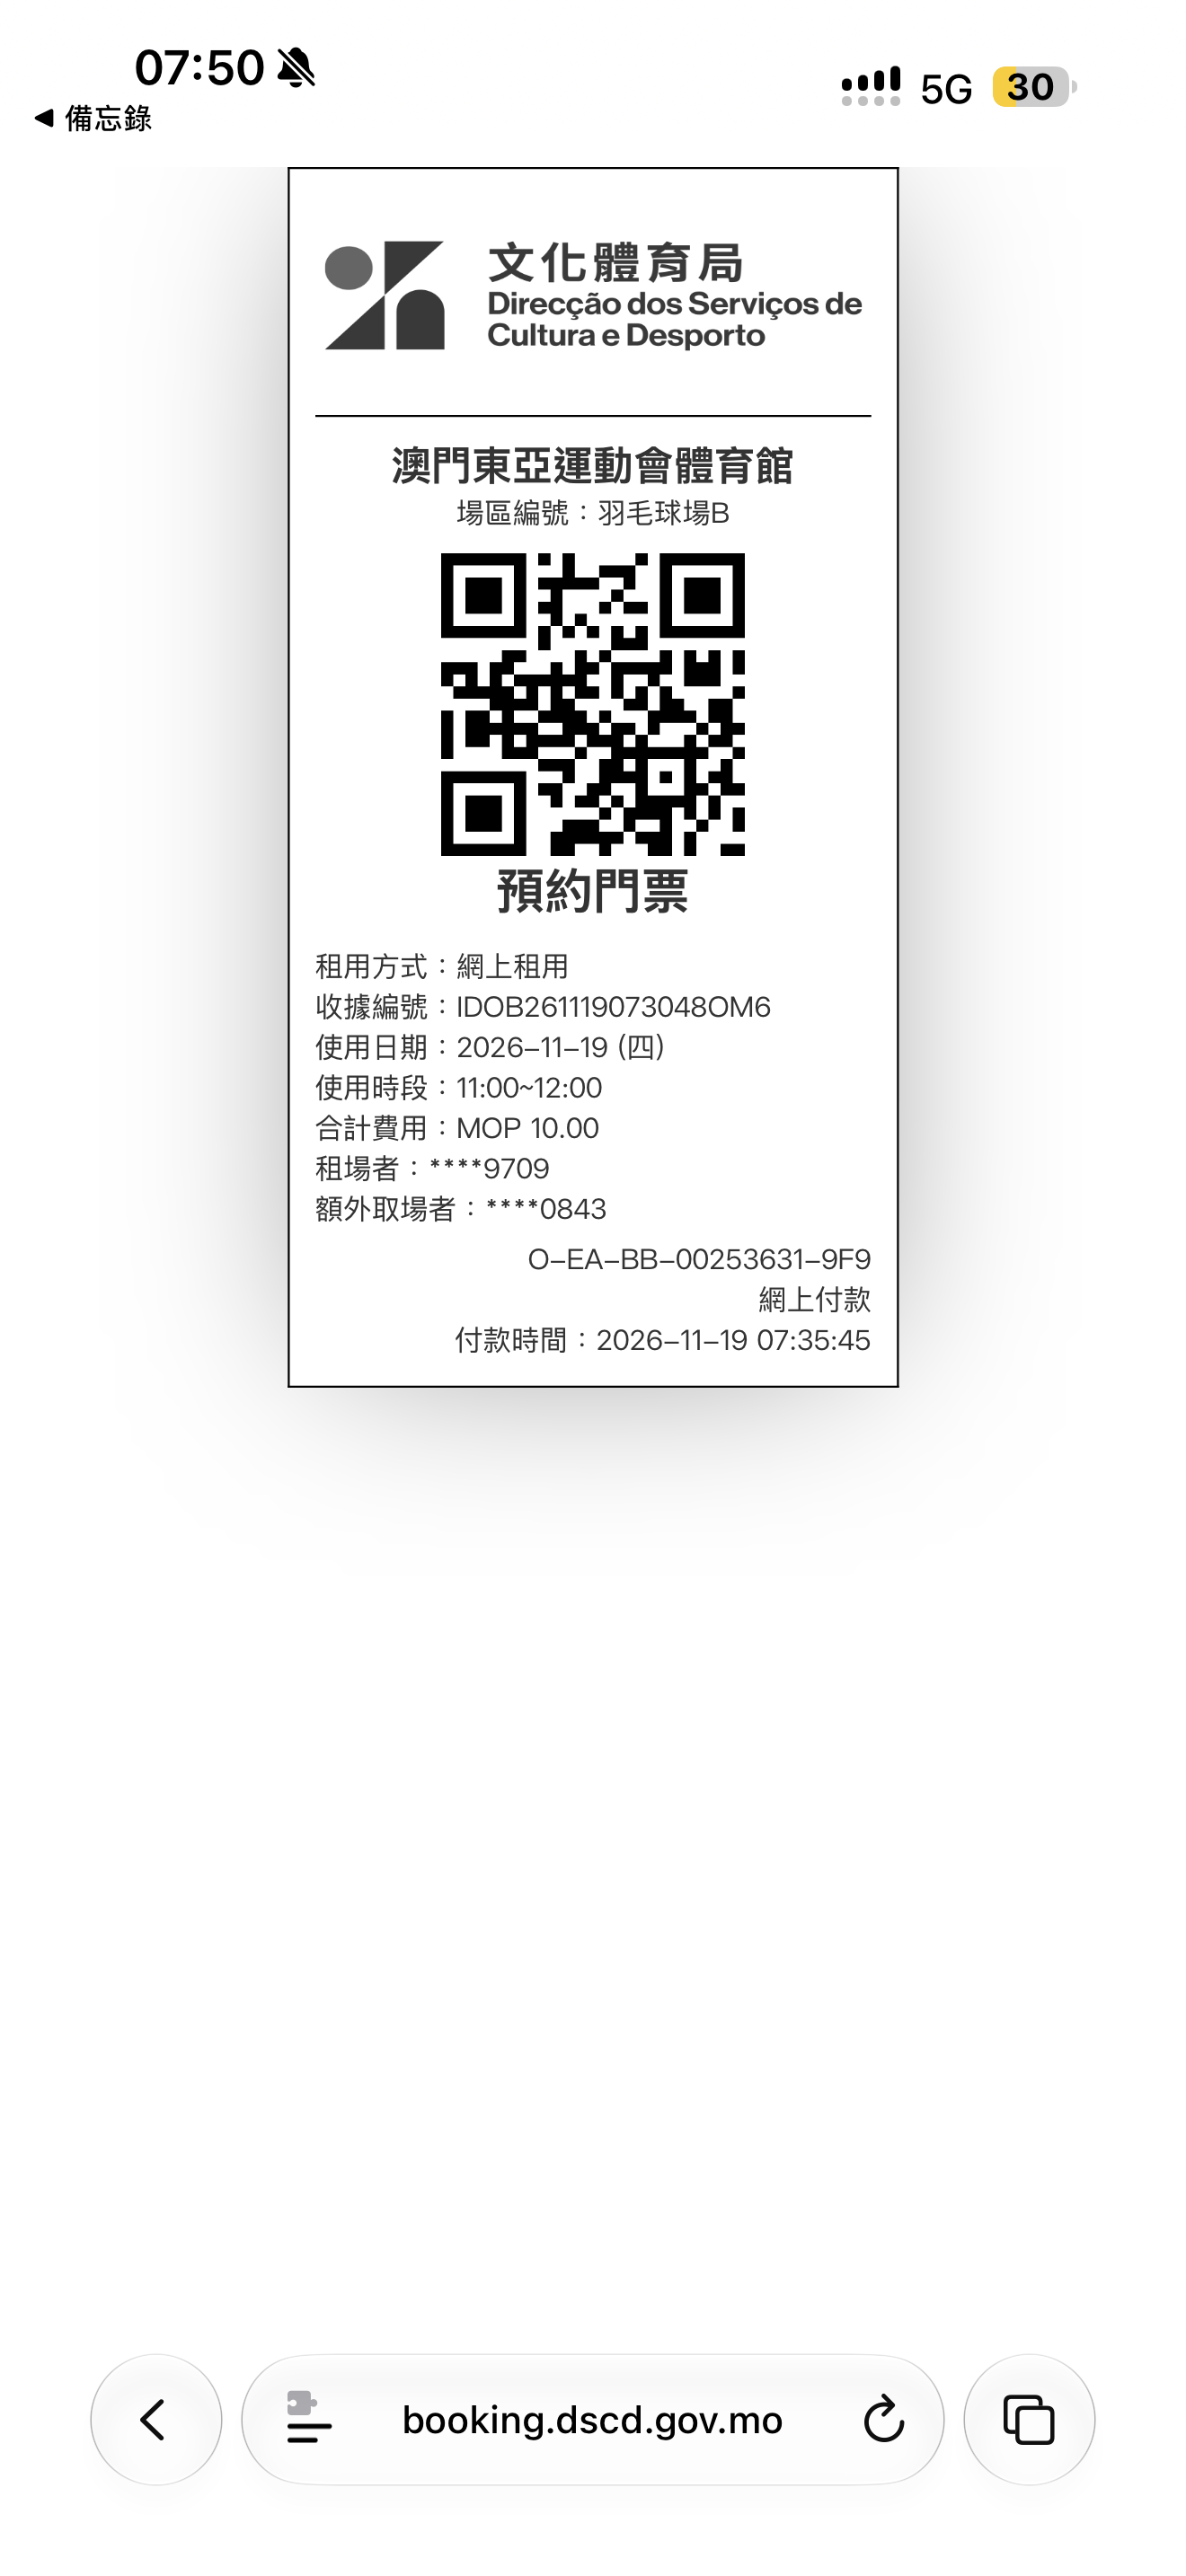 07:50
5G
30
備忘錄
文化體育局
Direcção dos Serviços de
Cultura e Desporto
澳門東亞運動會體育館
場區編號：羽毛球場B
預約門票
租用方式：網上租用
收據編號：IDOB261119073048OM6
使用日期：2026-11-19 (四)
使用時段：11:00~12:00
合計費用：MOP 10.00
租場者：****9709
額外取場者：****0843
O-EA-BB-00253631-9F9
網上付款
付款時間：2026-11-19 07:35:45
booking.dscd.gov.mo